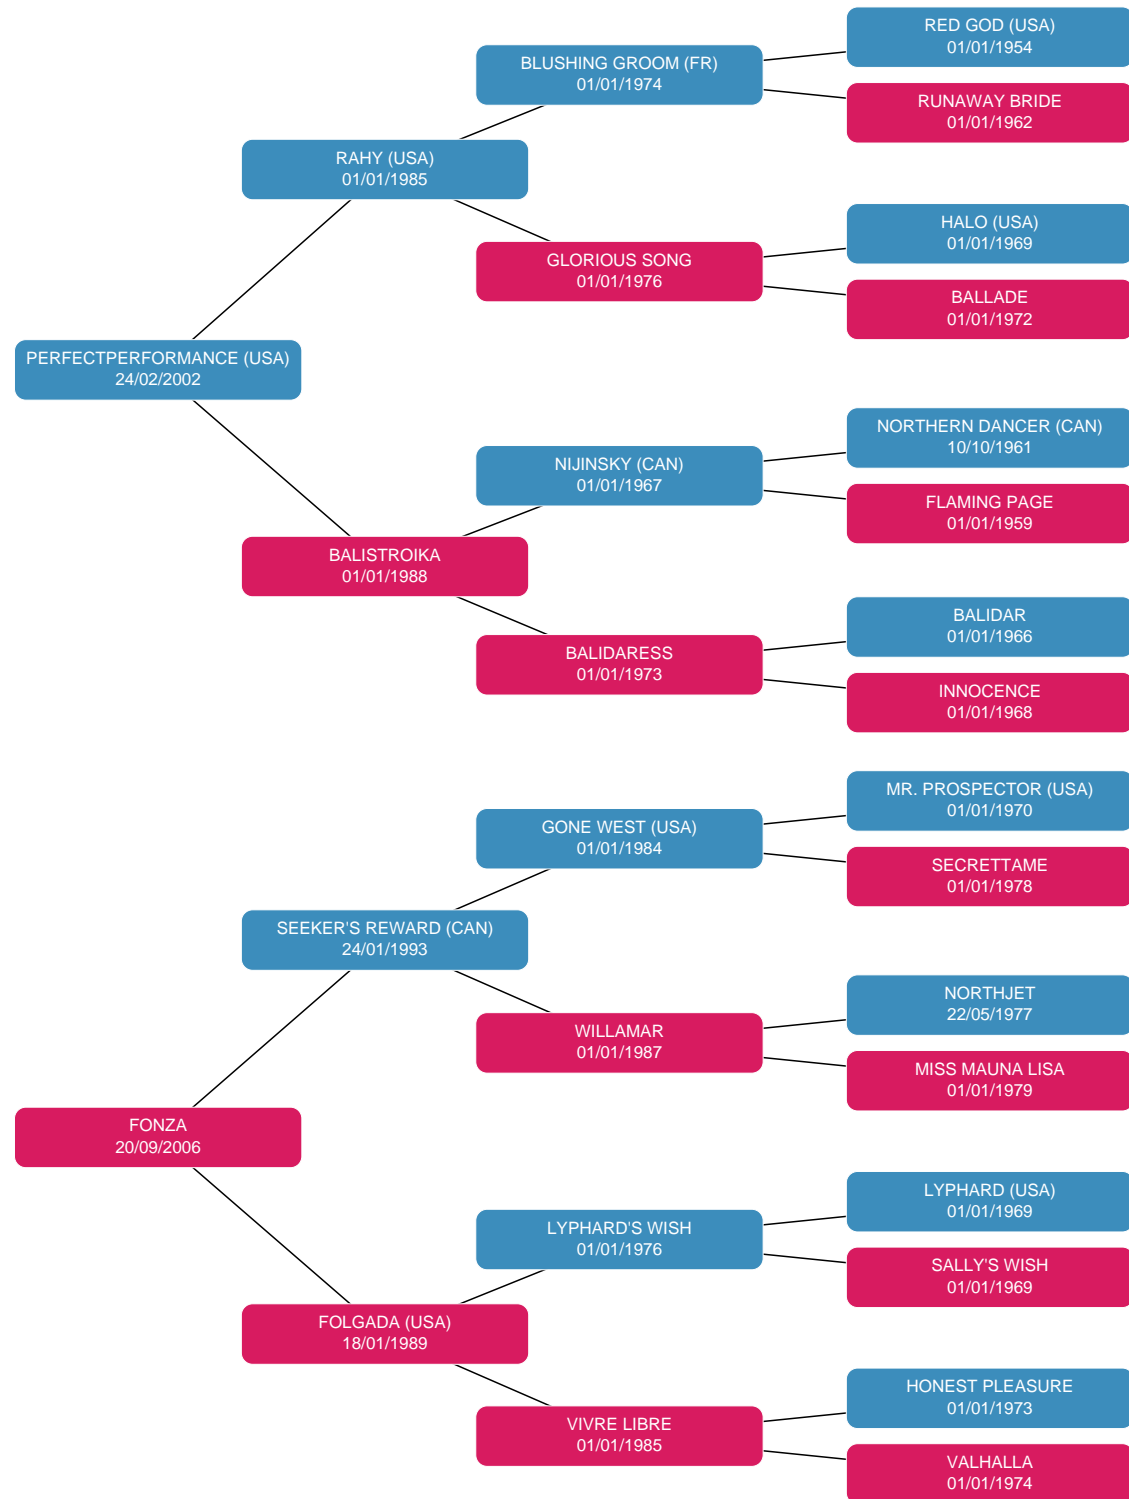 RED GOD (USA)
01/01/1954
BLUSHING GROOM (FR)
01/01/1974
RUNAWAY BRIDE
01/01/1962
RAHY (USA)
01/01/1985
HALO (USA)
01/01/1969
GLORIOUS SONG
01/01/1976
BALLADE
01/01/1972
PERFECTPERFORMANCE (USA)
24/02/2002
NORTHERN DANCER (CAN)
10/10/1961
NIJINSKY (CAN)
01/01/1967
FLAMING PAGE
01/01/1959
BALISTROIKA
01/01/1988
BALIDAR
01/01/1966
BALIDARESS
01/01/1973
INNOCENCE
01/01/1968
MR. PROSPECTOR (USA)
01/01/1970
GONE WEST (USA)
01/01/1984
SECRETTAME
01/01/1978
SEEKER'S REWARD (CAN)
24/01/1993
NORTHJET
22/05/1977
WILLAMAR
01/01/1987
MISS MAUNA LISA
01/01/1979
FONZA
20/09/2006
LYPHARD (USA)
01/01/1969
LYPHARD'S WISH
01/01/1976
SALLY'S WISH
01/01/1969
FOLGADA (USA)
18/01/1989
HONEST PLEASURE
01/01/1973
VIVRE LIBRE
01/01/1985
VALHALLA
01/01/1974